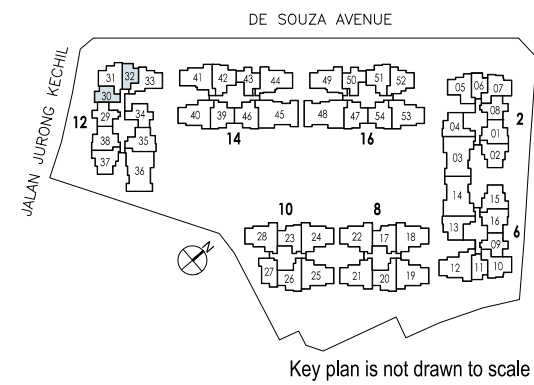 DE SOUZA AVENUE
JALAN JURONG KECHIL
31 32 33
30
29 34
12
38 35
37 36
41 42 43 44
40 39 46 45
14
49 50 51 52
48 47 54 53
16
05 06 07
08
04 01 2
03 02
14 15
13 16 6
09
12 11 10
10 8
28 23 24 22 17 18
27 26 25 21 20 19
N
Key plan is not drawn to scale